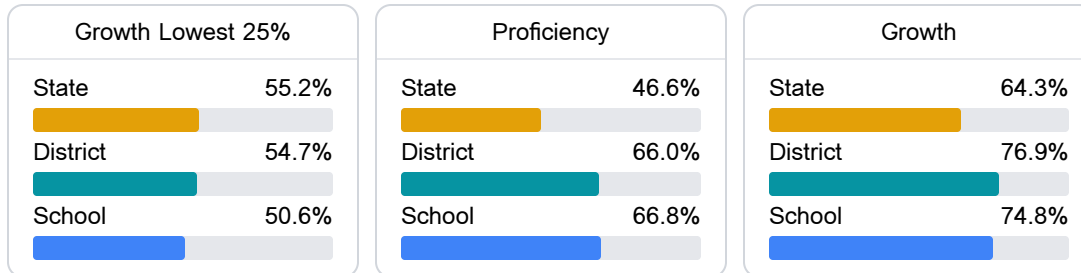 Growth Lowest 25%
State 55.2%
District 54.7%
School 50.6%
Proficiency
State 46.6%
District 66.0%
School 66.8%
Growth
State 64.3%
District 76.9%
School 74.8%